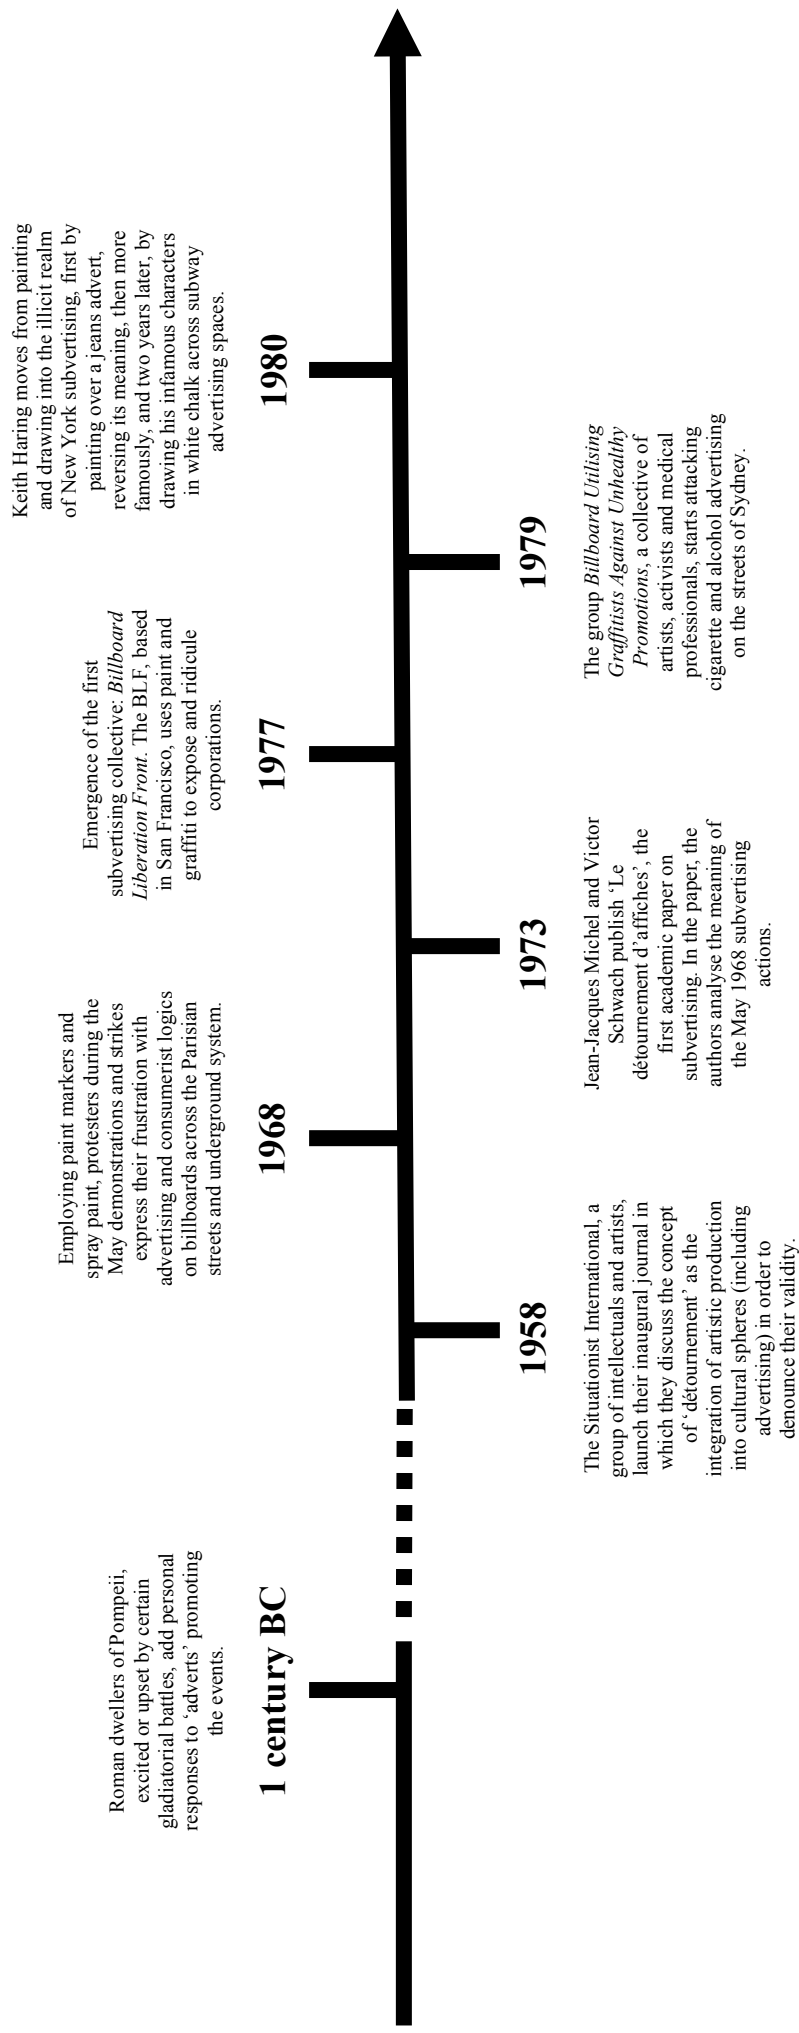 Roman dwellers of Pompeii,
excited or upset by certain
gladiatorial battles, add personal
responses to ‘adverts’ promoting
the events.
1 century BC
1958
The Situationist International, a
group of intellectuals and artists,
launch their inaugural journal in
which they discuss the concept
of ‘détournement’ as the
integration of artistic production
into cultural spheres (including
advertising) in order to
denounce their validity.
Employing paint markers and
spray paint, protesters during the
May demonstrations and strikes
express their frustration with
advertising and consumerist logics
on billboards across the Parisian
streets and underground system.
1968
1973
Jean-Jacques Michel and Victor
Schwach publish ‘Le
détournement d’affiches’, the
first academic paper on
subvertising. In the paper, the
authors analyse the meaning of
the May 1968 subvertising
actions.
Emergence of the first
subvertising collective: Billboard
Liberation Front. The BLF, based
in San Francisco, uses paint and
graffiti to expose and ridicule
corporations.
1977
1979
The group Billboard Utilising
Graffitists Against Unhealthy
Promotions, a collective of
artists, activists and medical
professionals, starts attacking
cigarette and alcohol advertising
on the streets of Sydney.
Keith Haring moves from painting
and drawing into the illicit realm
of New York subvertising, first by
painting over a jeans advert,
reversing its meaning, then more
famously, and two years later, by
drawing his infamous characters
in white chalk across subway
advertising spaces.
1980